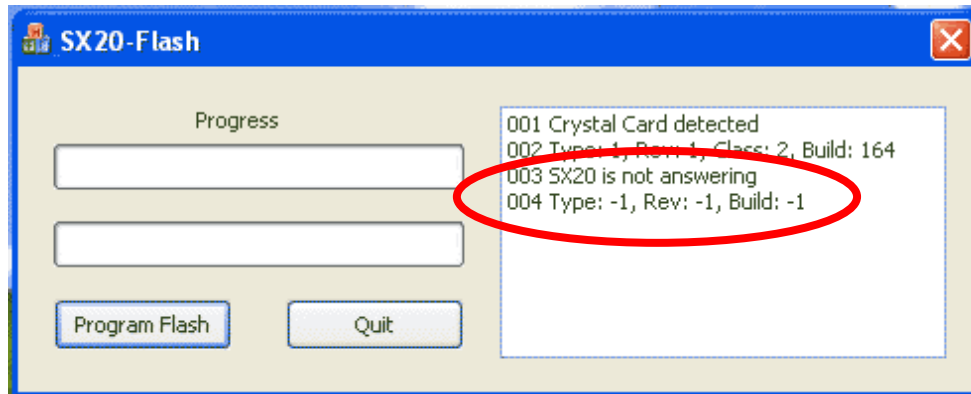 SX20-Flash
Progress
001 Crystal Card detected
002 Type: 1, Rev: 1, Class: 2, Build: 164
003 SX20 is not answering
004 Type: -1, Rev: -1, Build: -1
Program Flash
Quit